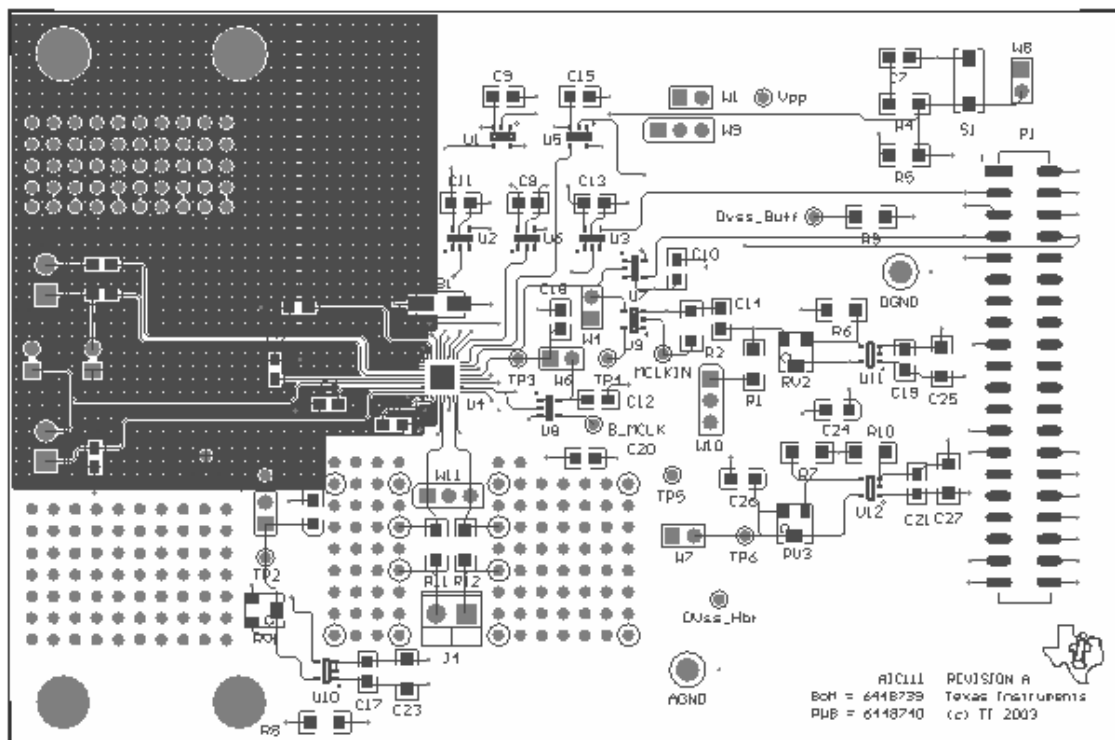 C9
C15
W1
Vpp
W9
C7
W8
W4
S1
P1
U1
U5
R5
C11
C8
C13
U2
U6
U3
Dvss_Buff
R9
C10
U7
DGND
C18
W4
U9
C14
R2
R6
TP3
W6
TP4
MCLKIN
RV2
U11
U4
C12
R1
C19
C25
U8
B_MCLK
C24
C20
W10
R10
W11
TP5
R7
C26
U12
C21
C27
W7
TP6
RV3
TP2
R11
R12
DVss_Hbr
J4
U10
C17
C23
R8
AGND
AIC111 REVISION A
BoM = 6448739 Texas Instruments
PWB = 6448740 (c) TI 2003